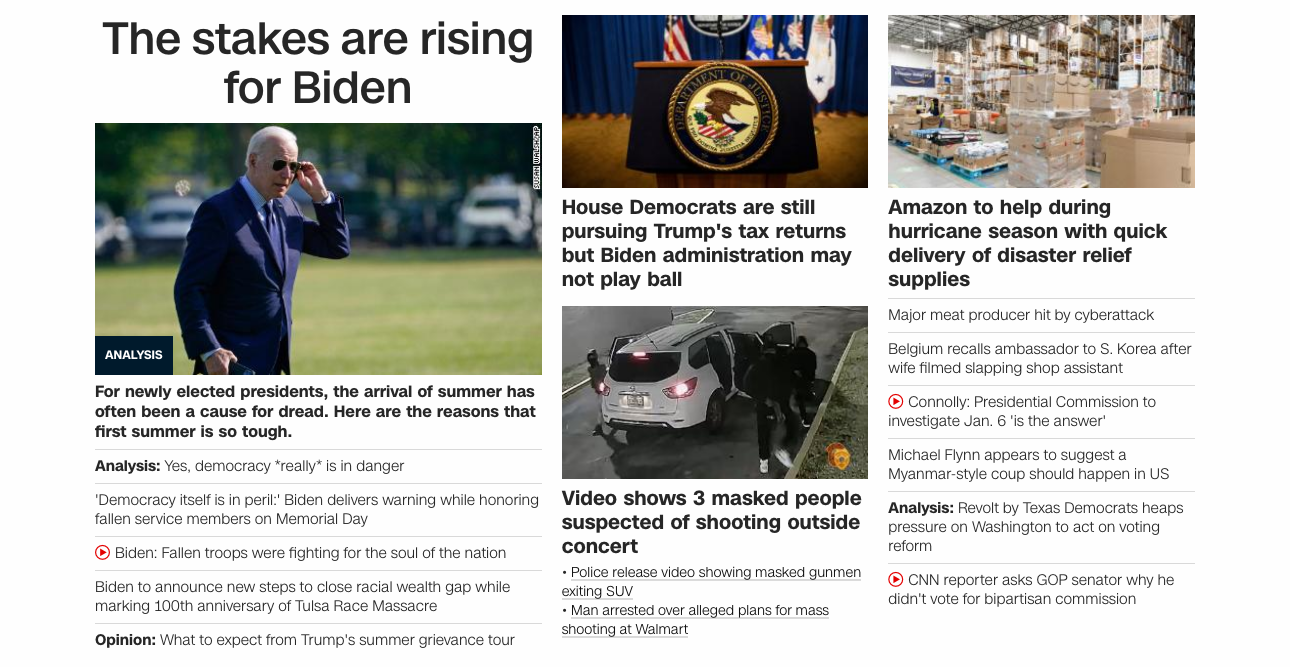 The stakes are rising
for Biden
SUSAN WALSH/AP
ANALYSIS
For newly elected presidents, the arrival of summer has
often been a cause for dread. Here are the reasons that
first summer is so tough.
Analysis: Yes, democracy *really* is in danger
'Democracy itself is in peril:' Biden delivers warning while honoring
fallen service members on Memorial Day
Biden: Fallen troops were fighting for the soul of the nation
Biden to announce new steps to close racial wealth gap while
marking 100th anniversary of Tulsa Race Massacre
Opinion: What to expect from Trump's summer grievance tour
DEPARTMENT OF JUSTICE
House Democrats are still
pursuing Trump's tax returns
but Biden administration may
not play ball
Video shows 3 masked people
suspected of shooting outside
concert
• Police release video showing masked gunmen
exiting SUV
• Man arrested over alleged plans for mass
shooting at Walmart
Amazon to help during
hurricane season with quick
delivery of disaster relief
supplies
Major meat producer hit by cyberattack
Belgium recalls ambassador to S. Korea after
wife filmed slapping shop assistant
Connolly: Presidential Commission to
investigate Jan. 6 'is the answer'
Michael Flynn appears to suggest a
Myanmar-style coup should happen in US
Analysis: Revolt by Texas Democrats heaps
pressure on Washington to act on voting
reform
CNN reporter asks GOP senator why he
didn't vote for bipartisan commission